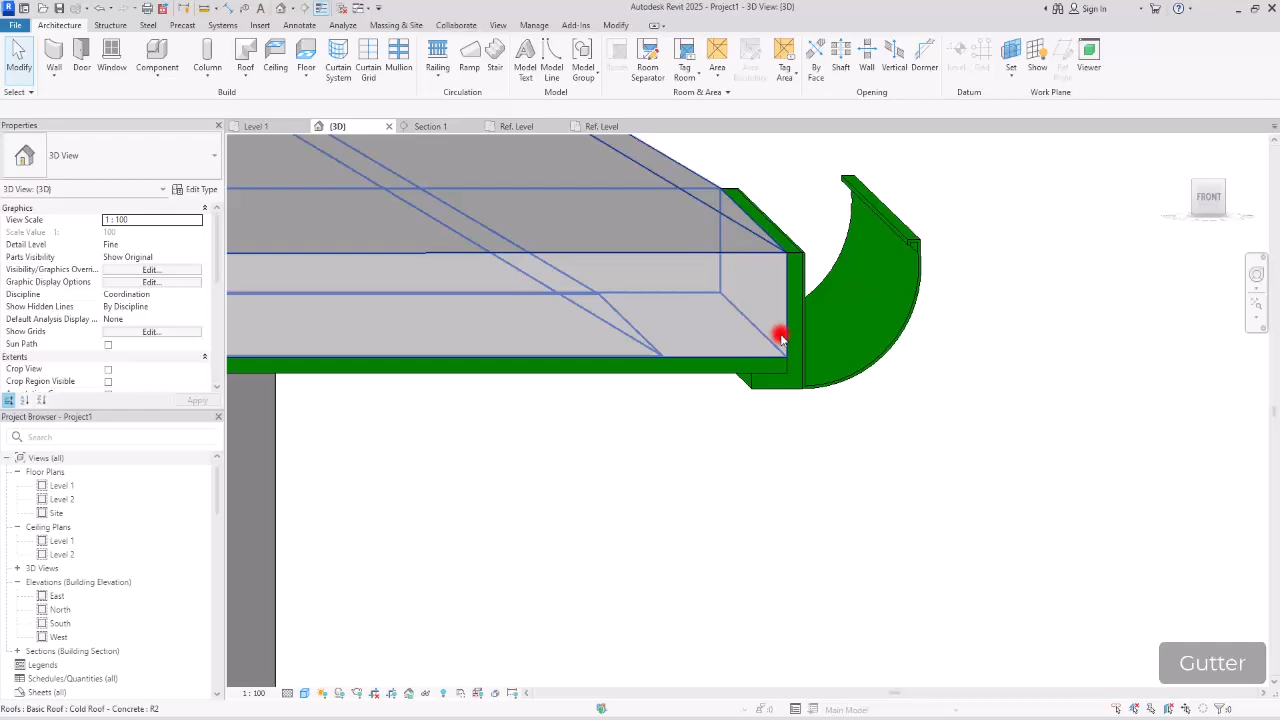 Autodesk Revit 2025 - Project1 - 3D View: {3D}
Sign In
File Architecture Structure Steel Precast Systems Insert Annotate Analyze Massing & Site Collaborate View Manage Add-Ins Modify
Modify Wall Door Window Component Column Roof Ceiling Floor Curtain System Curtain Grid Mullion Railing Ramp Stair Model Text Model Line Model Group Room Room Separator Tag Room Area Area Boundary Tag Area By Face Shaft Wall Vertical Dormer Level Grid Set Show Ref Plane Viewer
Select Build Circulation Model Room & Area Opening Datum Work Plane
Properties
Level 1 {3D} Section 1 Ref. Level Ref. Level
3D View
3D View: {3D} Edit Type
Graphics
View Scale 1 : 100
Scale Value 1: 100
Detail Level Fine
Parts Visibility Show Original
Visibility/Graphics Overri... Edit...
Graphic Display Options Edit...
Discipline Coordination
Show Hidden Lines By Discipline
Default Analysis Display ... None
Show Grids Edit...
Sun Path
Extents
Crop View
Crop Region Visible
Apply
FRONT
Project Browser - Project1
Search
Views (all)
Floor Plans
Level 1
Level 2
Site
Ceiling Plans
Level 1
Level 2
3D Views
Elevations (Building Elevation)
East
North
South
West
Sections (Building Section)
Legends
Schedules/Quantities (all)
Sheets (all)
Gutter
1 : 100
Roofs : Basic Roof : Cold Roof - Concrete : R2
:0
Main Model
:0